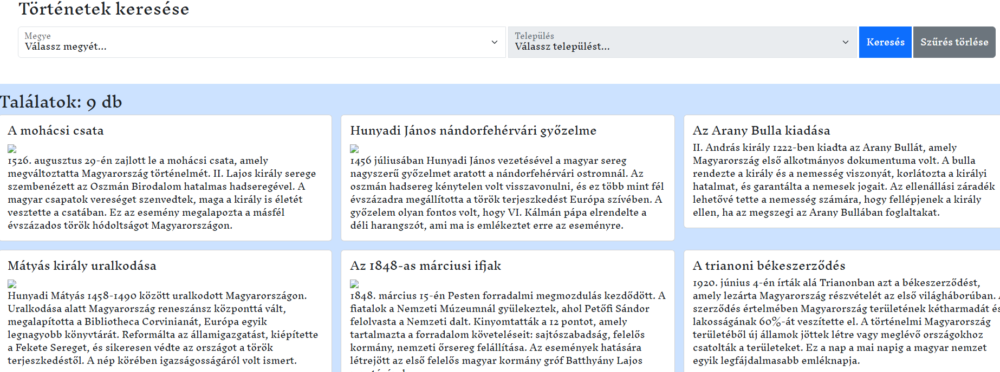 Történetek keresése
Megye
Válassz megyét...
Település
Válassz települést...
Keresés
Szűrés törlése
Találatok: 9 db
A mohácsi csata
1526. augusztus 29-én zajlott le a mohácsi csata, amely
megváltoztatta Magyarország történelmét. II. Lajos király serege
szembenézett az Oszmán Birodalom hatalmas hadseregével. A
magyar csapatok vereséget szenvedtek, maga a király is életét
vesztette a csatában. Ez az esemény megalapozta a másfél
évszázados török hódoltságot Magyarországon.
Hunyadi János nándorfehérvári győzelme
1456 júliusában Hunyadi János vezetésével a magyar sereg
nagyszerű győzelmet aratott a nándorfehérvári ostromnál. Az
oszmán hadsereg kénytelen volt visszavonulni, és ez több mint fél
évszázadra megállította a török terjeszkedést Európa szívében. A
győzelem olyan fontos volt, hogy VI. Kálmán pápa elrendelte a
déli harangszót, ami ma is emlékeztet erre az eseményre.
Az Arany Bulla kiadása
II. András király 1222-ben kiadta az Arany Bullát, amely
Magyarország első alkotmányos dokumentuma volt. A bulla
rendezte a király és a nemesség viszonyát, korlátozta a királyi
hatalmat, és garantálta a nemesek jogait. Az ellenállási záradék
lehetővé tette a nemesség számára, hogy fellépjenek a király
ellen, ha az megszegi az Arany Bullában foglaltakat.
Mátyás király uralkodása
Hunyadi Mátyás 1458-1490 között uralkodott Magyarországon.
Uralkodása alatt Magyarország reneszánsz központtá vált,
megalapította a Bibliotheca Corvinianát, Európa egyik
legnagyobb könyvtárát. Reformálta az államigazgatást, kiépítette
a Fekete Sereget, és sikeresen védte az országot a török
terjeszkedéstől. A nép körében igazságosságáról volt ismert.
Az 1848-as márciusi ifjak
1848. március 15-én Pesten forradalmi megmozdulás kezdődött. A
fiatalok a Nemzeti Múzeumnál gyülekeztek, ahol Petőfi Sándor
felolvasta a Nemzeti dalt. Kinyomtatták a 12 pontot, amely
tartalmazta a forradalom követeléseit: sajtószabadság, felelős
kormány, nemzeti őrsereg felállítása. Az események hatására
létrejött az első felelős magyar kormány gróf Batthyány Lajos
A trianoni békeszerződés
1920. június 4-én írták alá Trianonban azt a békeszerződést,
amely lezárta Magyarország részvételét az első világháborúban.
szerződés értelmében Magyarország területének kétharmadát és
lakosságának 60%-át veszítette el. A történelmi Magyarország
területéből új államok jöttek létre vagy meglévő országokhoz
csatolták a területeket. Ez a nap a mai napig a magyar nemzet
egyik legfájdalmasabb emléknapja.